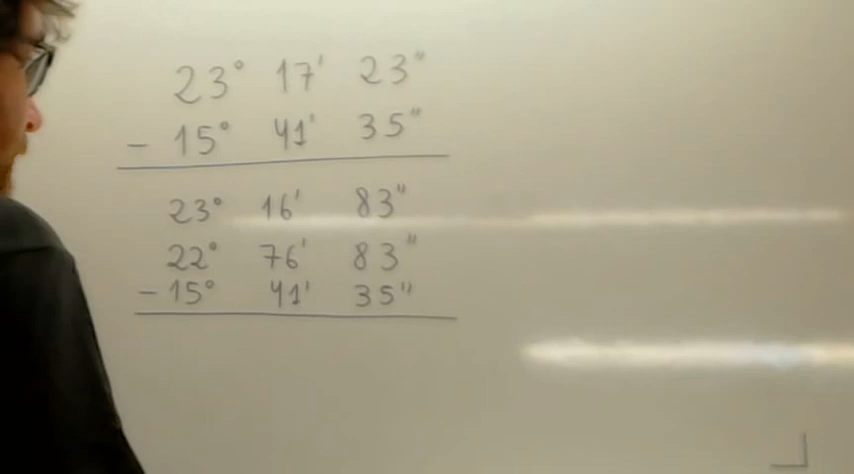 23° 17' 23"
- 15° 41' 35"
23° 16' 83"
22° 76' 83"
- 15° 41' 35"